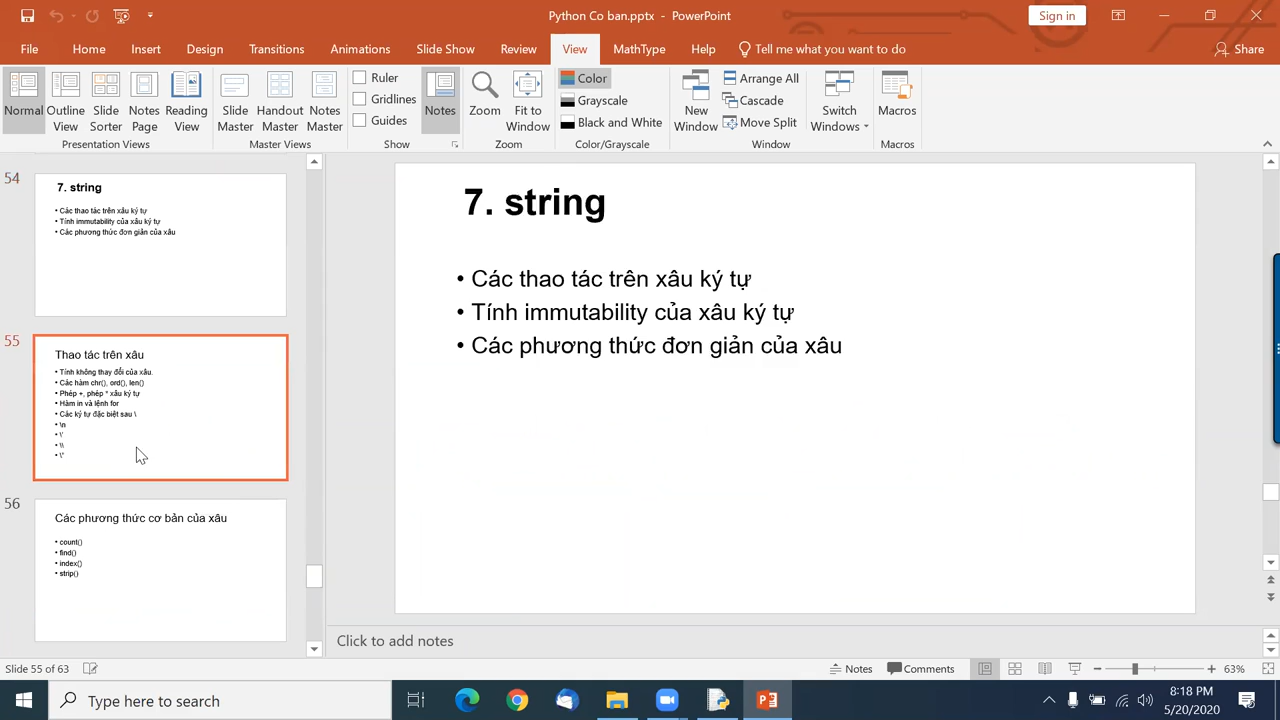 Python Co ban.pptx - PowerPoint
Sign in
File Home Insert Design Transitions Animations Slide Show Review View MathType Help Tell me what you want to do Share
Normal Outline View Slide Sorter Notes Page Reading View
Presentation Views
Slide Master Handout Master Notes Master
Master Views
Ruler
Gridlines
Guides
Show
Notes
Zoom Fit to Window
Zoom
Color
Grayscale
Black and White
Color/Grayscale
New Window
Arrange All
Cascade
Move Split
Switch Windows
Window
Macros
Macros
54
7. string
• Các thao tác trên xâu ký tự
• Tính immutability của xâu ký tự
• Các phương thức đơn giản của xâu
55
Thao tác trên xâu
• Tính không thay đổi của xâu.
• Các hàm chr(), ord(), len()
• Phép +, phép * xâu ký tự
• Hàm in và lệnh for
• Các ký tự đặc biệt sau \
• \n
• \'
• \\
56
Các phương thức cơ bản của xâu
• count()
• find()
• index()
• strip()
7. string
• Các thao tác trên xâu ký tự
• Tính immutability của xâu ký tự
• Các phương thức đơn giản của xâu
Click to add notes
Slide 55 of 63
Notes Comments 63%
Type here to search
8:18 PM
5/20/2020